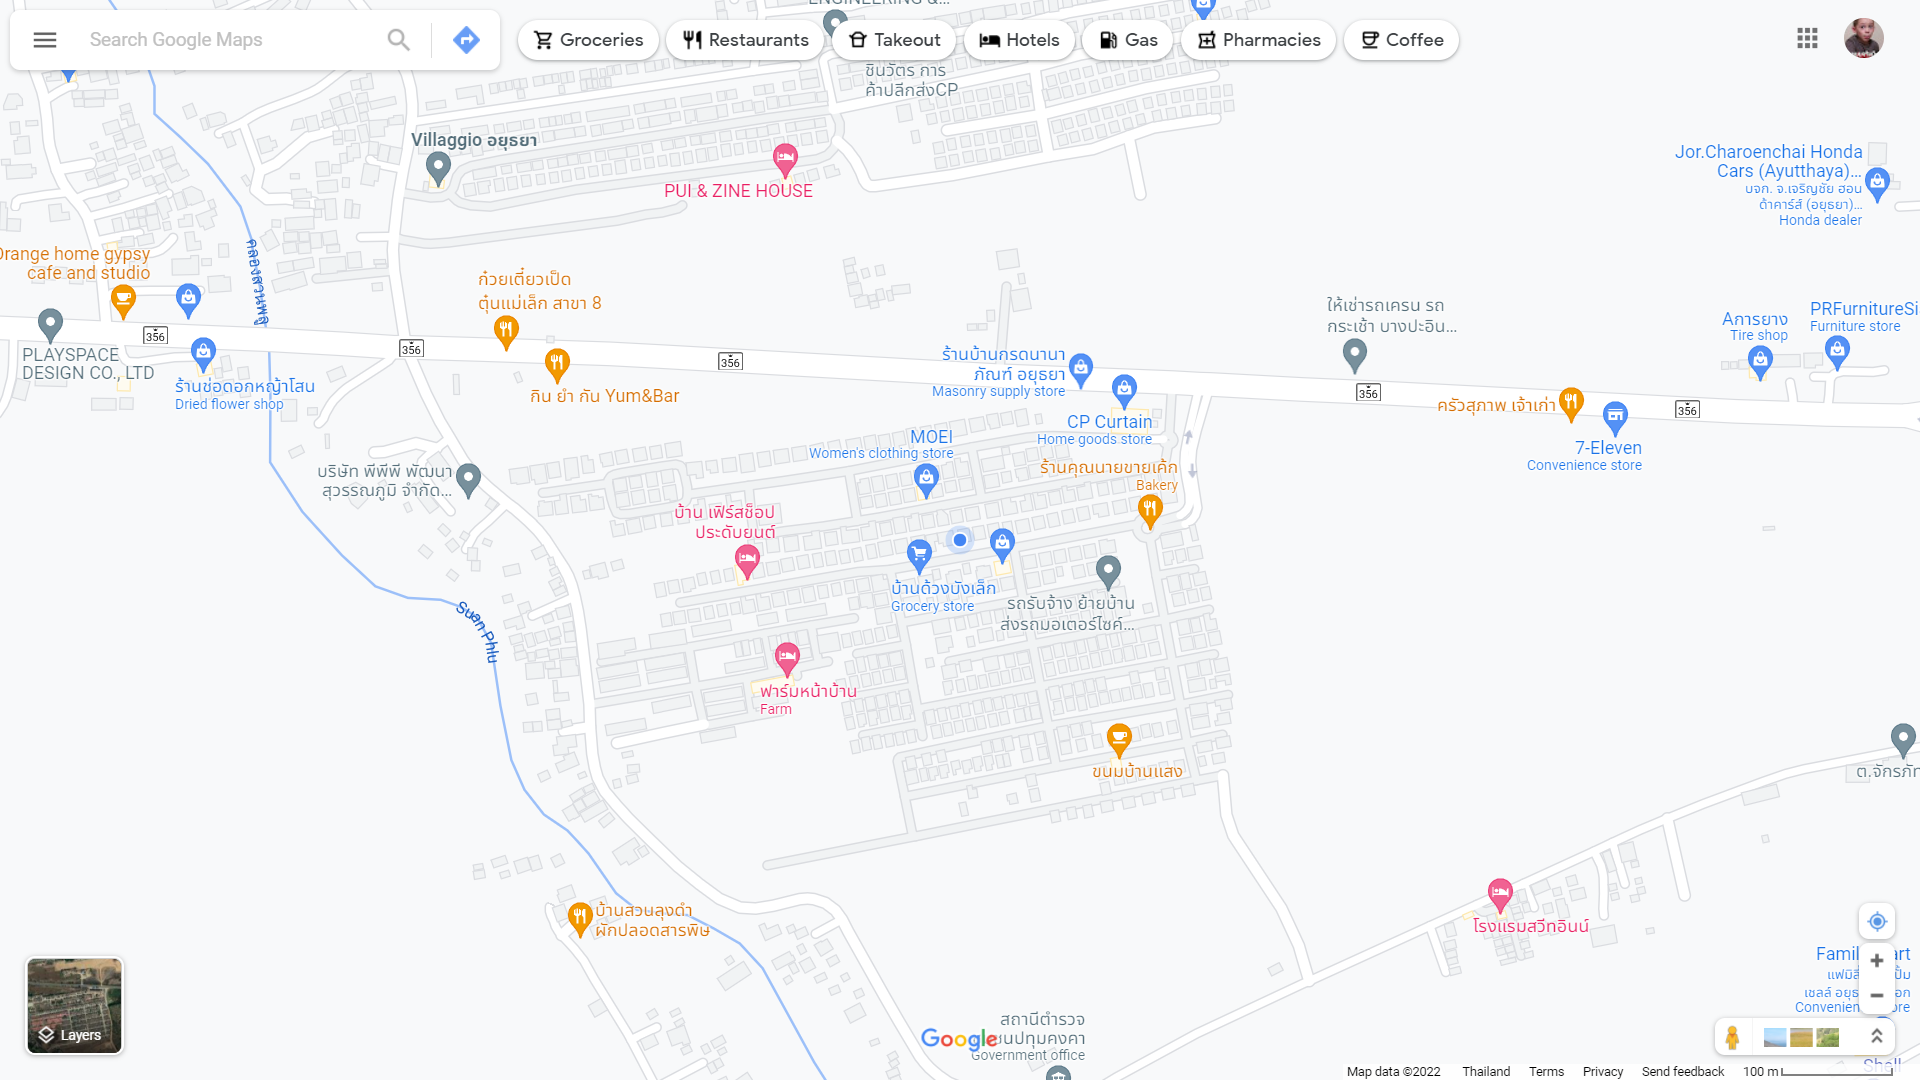 Search Google Maps
Groceries
Restaurants
Takeout
Hotels
Gas
Pharmacies
Coffee
ชินวัตร การ
ค้าปลีกส่งCP
Villaggio อยุธยา
PUI & ZINE HOUSE
Jor.Charoenchai Honda
Cars (Ayutthaya)...
บจก. จ.เจริญชัย ฮอน
ด้าคาร์ส์ (อยุธยา)...
Honda dealer
Orange home gypsy
cafe and studio
คลองสวนพลู
ก๋วยเตี๋ยวเป็ด
ตุ๋นแม่เล็ก สาขา 8
ให้เช่ารถเครน รถ
กระเช้า บางปะอิน...
PRFurnitureSi
Furniture store
Aการยาง
Tire shop
356
356
356
356
356
PLAYSPACE
DESIGN CO., LTD
ร้านช่อดอกหญ้าโสน
Dried flower shop
กิน ยำ กัน Yum&Bar
ร้านบ้านกรดนานา
ภัณฑ์ อยุธยา
Masonry supply store
CP Curtain
Home goods store
ครัวสุภาพ เจ้าเก่า
7-Eleven
Convenience store
MOEI
Women's clothing store
ร้านคุณนายขายเค้ก
Bakery
บริษัท พีพีพี พัฒนา
สุวรรณภูมิ จำกัด...
บ้าน เฟิร์สช็อป
ประดับยนต์
บ้านด้วงบังเล็ก
Grocery store
รถรับจ้าง ย้ายบ้าน
ส่งรถมอเตอร์ไซค์...
Suan Phlu
ฟาร์มหน้าบ้าน
Farm
ขนมบ้านแสง
ต.จักรภัท
บ้านสวนลุงดำ
ผักปลอดสารพิษ
โรงแรมสวีทอินน์
Layers
Google
สถานีตำรวจ
Government office
Map data ©2022
Thailand
Terms
Privacy
Send feedback
100 m